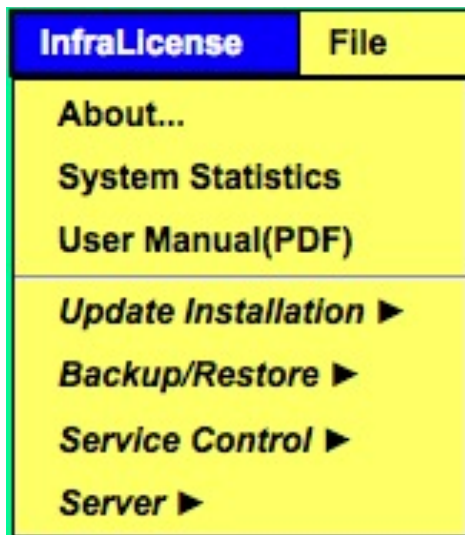 InfraLicense File
About...
System Statistics
User Manual(PDF)
Update Installation ►
Backup/Restore ►
Service Control ►
Server ►